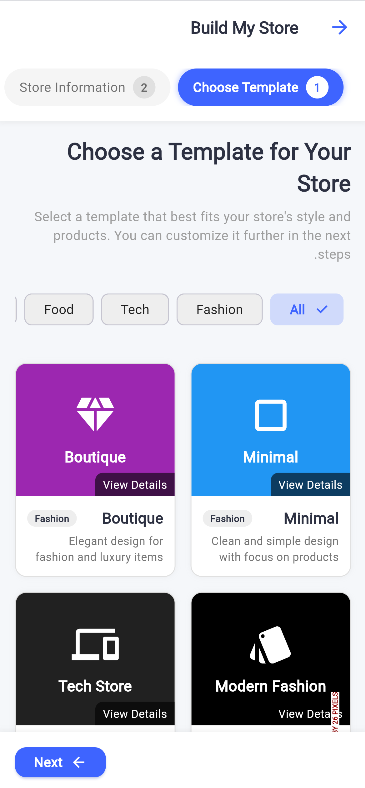 Build My Store
Choose Template 1
Store Information 2
Choose a Template for Your
Store
Select a template that best fits your store's style and
products. You can customize it further in the next
.steps
All
Fashion
Tech
Food
Minimal
View Details
Minimal
Fashion
Clean and simple design
with focus on products
Boutique
View Details
Boutique
Fashion
Elegant design for
fashion and luxury items
Modern Fashion
View Details
Tech Store
View Details
Next